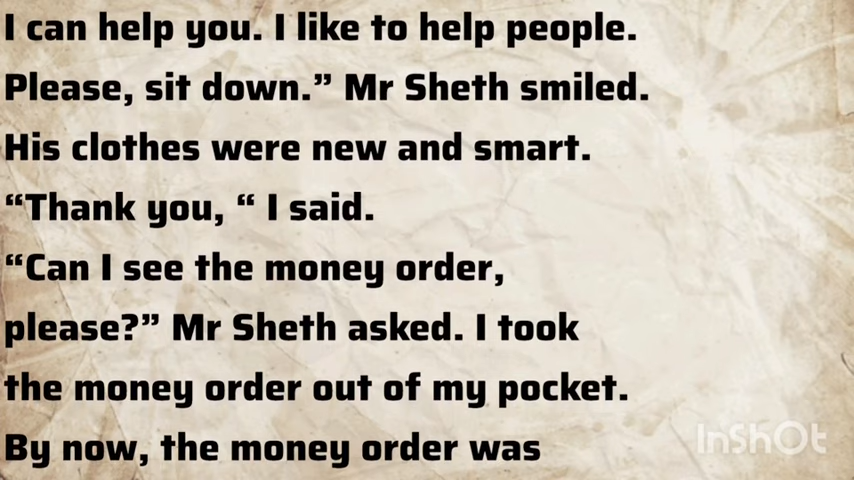 I can help you. I like to help people.
Please, sit down.” Mr Sheth smiled.
His clothes were new and smart.
“Thank you, “ I said.
“Can I see the money order,
please?” Mr Sheth asked. I took
the money order out of my pocket.
By now, the money order was
InShOt